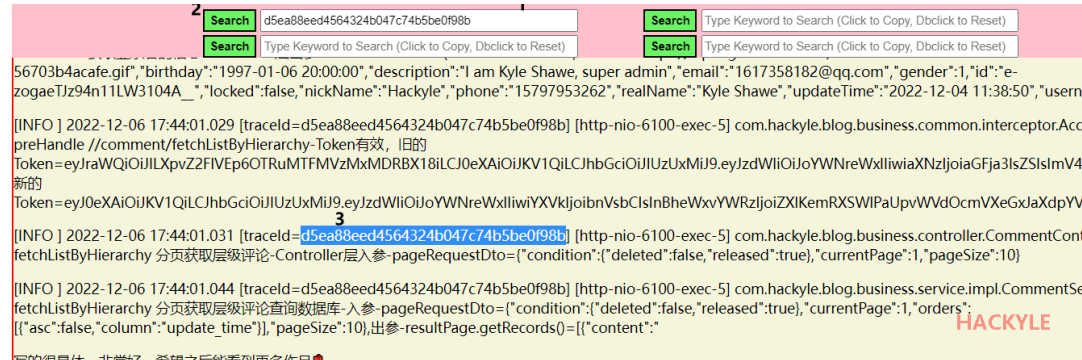 2 1
Search d5ea88eed4564324b047c74b5be0f98b Search Type Keyword to Search (Click to Copy, Dbclick to Reset)
Search Type Keyword to Search (Click to Copy, Dbclick to Reset) Search Type Keyword to Search (Click to Copy, Dbclick to Reset)
56703b4acafe.gif","birthday":"1997-01-06 20:00:00","description":"I am Kyle Shawe, super admin","email":"1617358182@qq.com","gender":1,"id":"e-
zogaeTJz94n11LW3104A__","locked":false,"nickName":"Hackyle","phone":"15797953262","realName":"Kyle Shawe","updateTime":"2022-12-04 11:38:50","usern
[INFO ] 2022-12-06 17:44:01.029 [traceId=d5ea88eed4564324b047c74b5be0f98b] [http-nio-6100-exec-5] com.hackyle.blog.business.common.interceptor.Acc
preHandle //comment/fetchListByHierarchy-Token有效，旧的
Token=eyJraWQiOiJILXpvZ2FlVEp6OTRuMTFMVzMxMDRBX18iLCJ0eXAiOiJKV1QiLCJhbGciOiJIUzUxMiJ9.eyJzdWIiOiJoYWNreWxlIiwiaXNzIjoiaGFja3lsZSIsImV4
新的
Token=eyJ0eXAiOiJKV1QiLCJhbGciOiJIUzUxMiJ9.eyJzdWIiOiJoYWNreWxlIiwiYXVkIjoibnVsbCIsInBheWxvYWRzIjoiZXlKemRXSWlPaUpvWVdOcmVXeGxJaXdpYV
3
[INFO ] 2022-12-06 17:44:01.031 [traceId=d5ea88eed4564324b047c74b5be0f98b] [http-nio-6100-exec-5] com.hackyle.blog.business.controller.CommentCont
fetchListByHierarchy 分页获取层级评论-Controller层入参-pageRequestDto={"condition":{"deleted":false,"released":true},"currentPage":1,"pageSize":10}
[INFO ] 2022-12-06 17:44:01.044 [traceId=d5ea88eed4564324b047c74b5be0f98b] [http-nio-6100-exec-5] com.hackyle.blog.business.service.impl.CommentSe
fetchListByHierarchy 分页获取层级评论查询数据库-入参-pageRequestDto={"condition":{"deleted":false,"released":true},"currentPage":1,"orders":
[{"asc":false,"column":"update_time"}],"pageSize":10},出参-resultPage.getRecords()=[{"content":"
HACKYLE